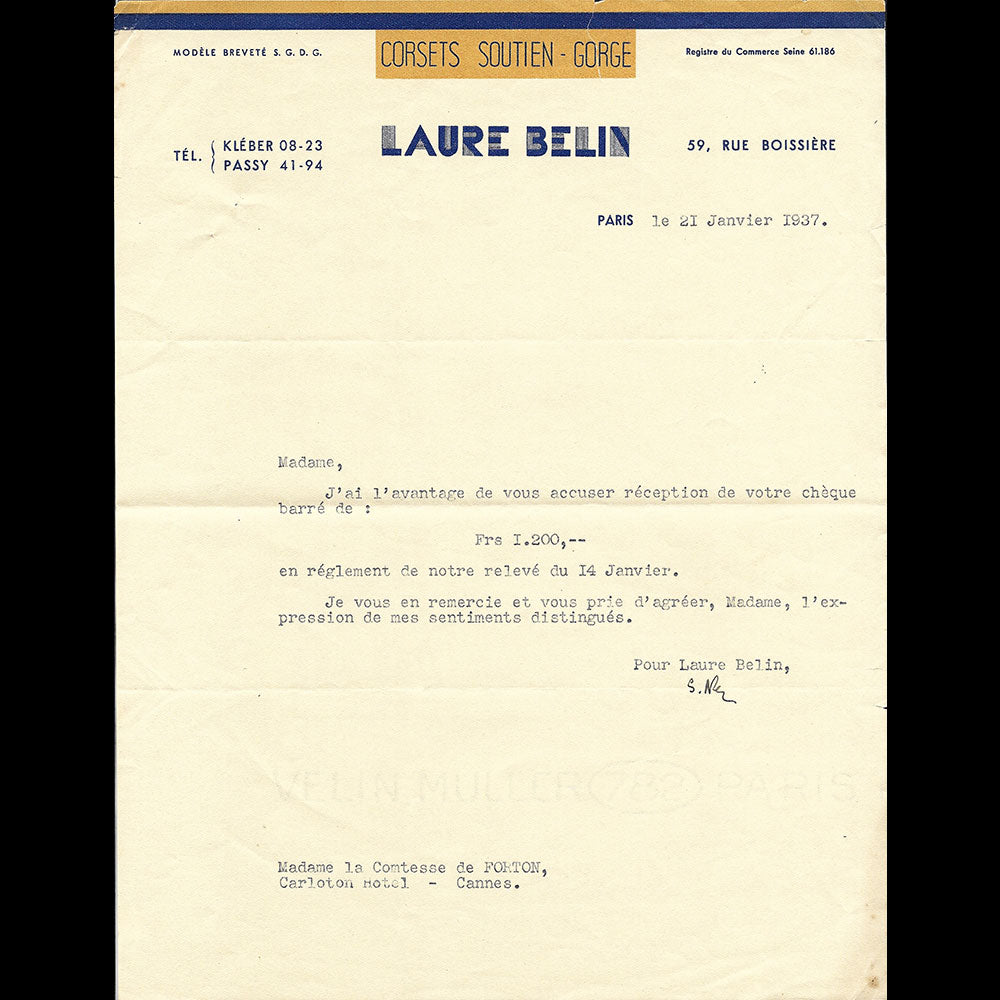 MODÈLE BREVETÉ S. G. D. G.
CORSETS SOUTIEN - GORGE
Registre du Commerce Seine 61.186
TÉL. { KLÉBER 08-23
PASSY 41-94
LAURE BELIN
59, RUE BOISSIÈRE
PARIS le 2I Janvier I937.
Madame,
J'ai l'avantage de vous accuser réception de votre chèque
barré de :
Frs I.200,--
en réglement de notre relevé du I4 Janvier.
Je vous en remercie et vous prie d'agréer, Madame, l'ex-
pression de mes sentiments distingués.
Pour Laure Belin,
VELIN MULLER 782 PARIS
Madame la Comtesse de FORTON,
Carloton Hotel - Cannes.